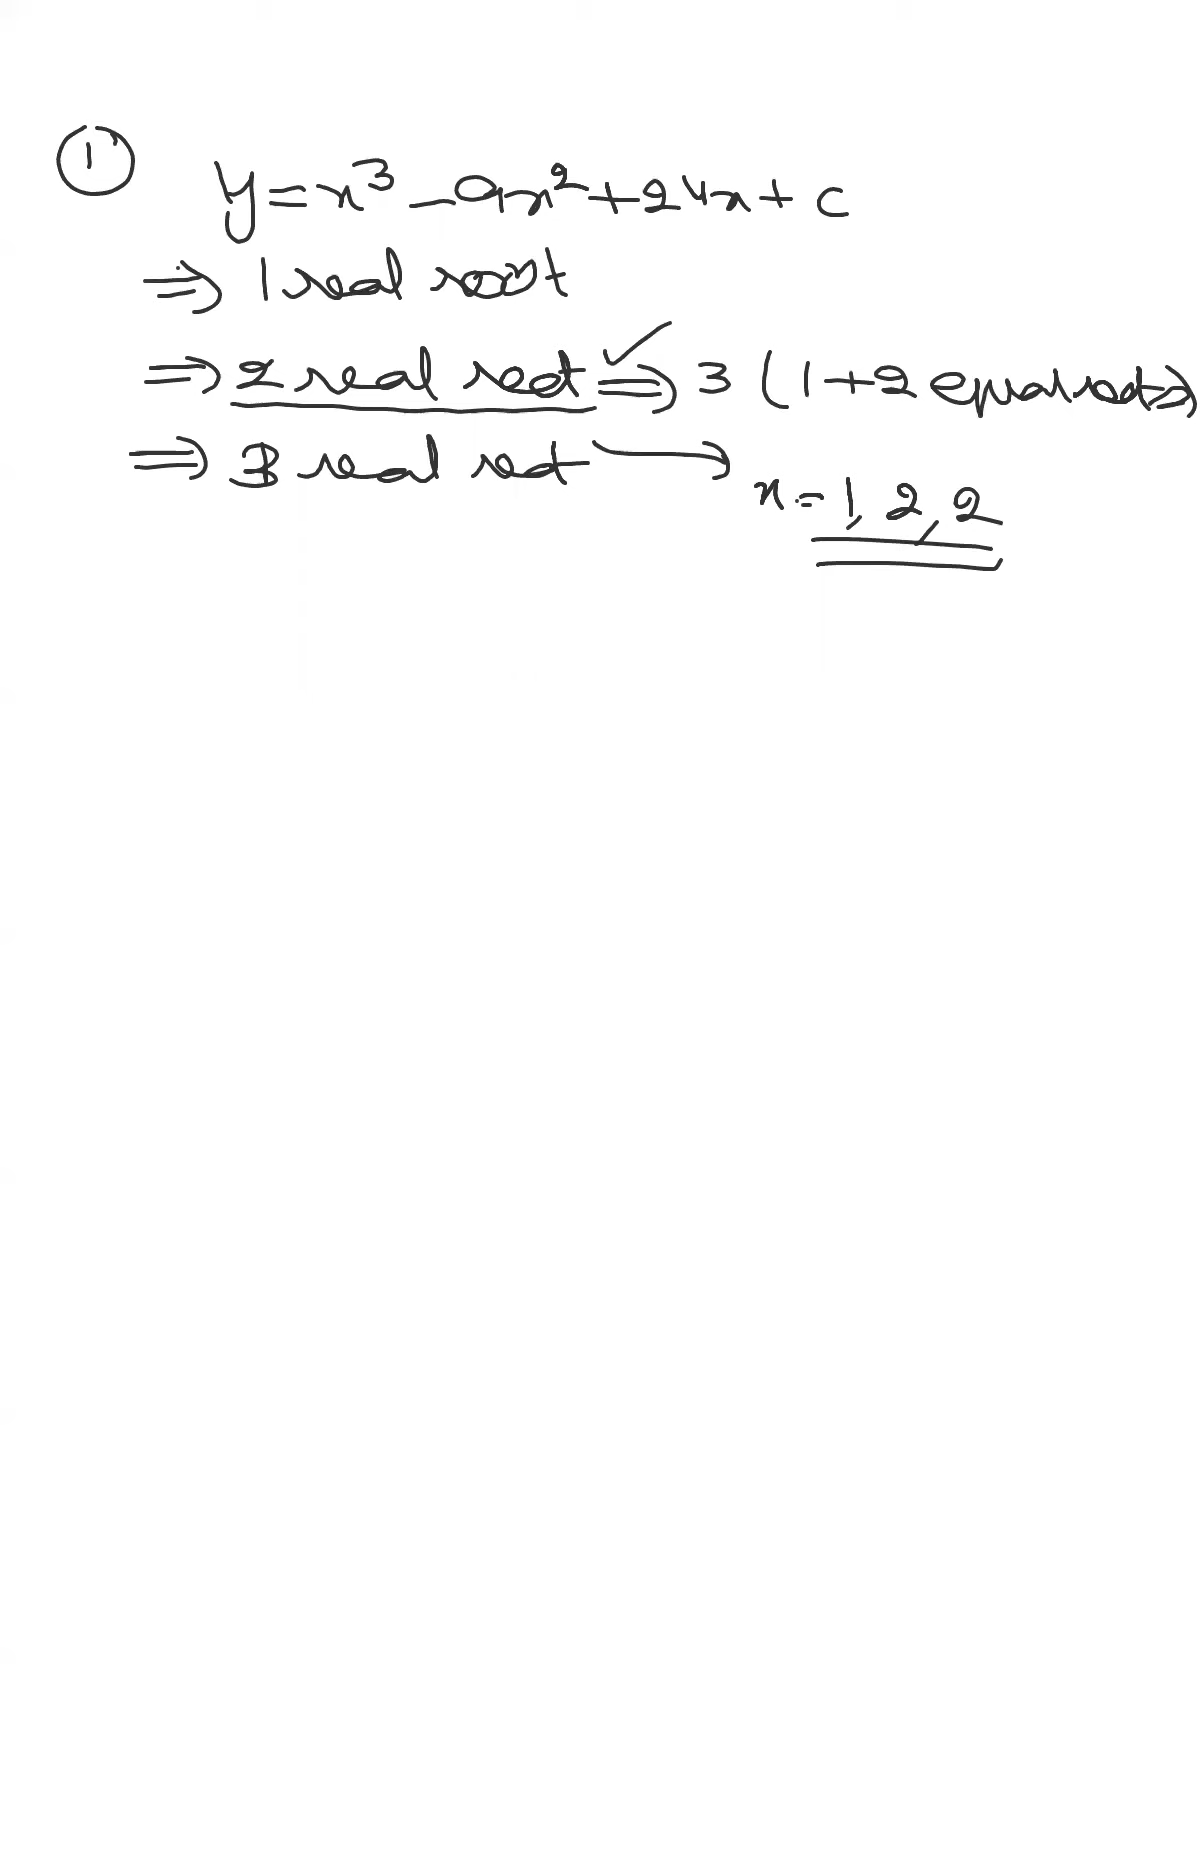 ① y = x³ - 9x² + 24x + c
⇒ 1 real root
⇒ 2 real root ✓ ⇒ 3 (1+2 equal roots)
⇒ 3 real root →
x = 1, 2, 2